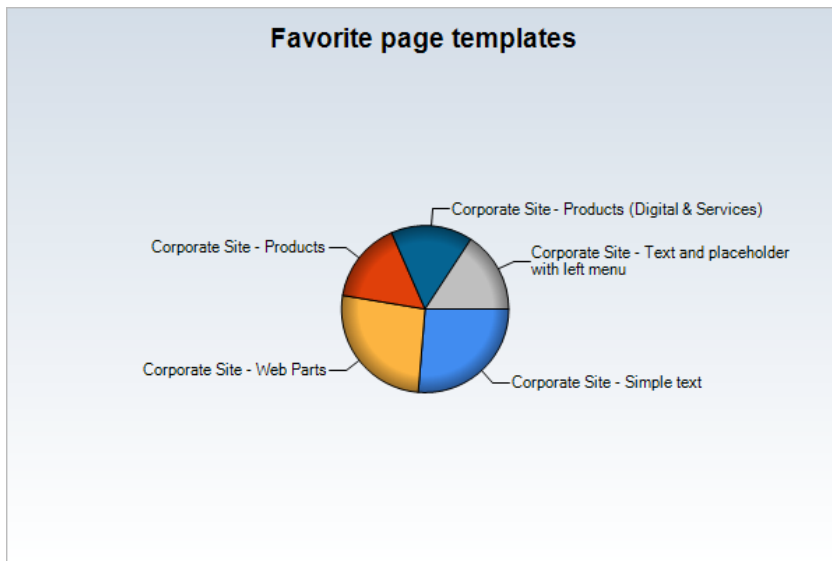 Favorite page templates
Corporate Site - Products (Digital & Services)
Corporate Site - Products
Corporate Site - Text and placeholder
with left menu
Corporate Site - Web Parts
Corporate Site - Simple text